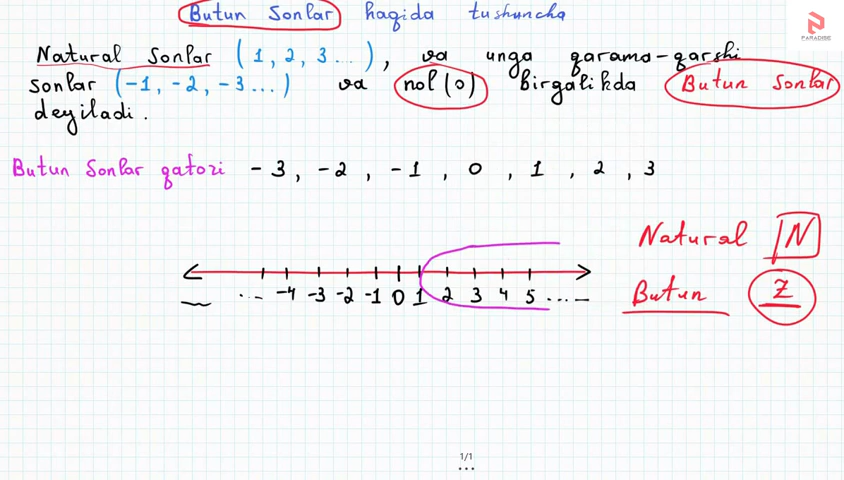 Butun Sonlar haqida tushuncha
PARADISE
Natural Sonlar (1, 2, 3...), va unga qarama-qarshi
sonlar (-1, -2, -3...) va nol (0) birgalikda Butun Sonlar
deyiladi.
Butun Sonlar qatori -3, -2, -1, 0, 1, 2, 3
Natural N
... -4 -3 -2 -1 0 1 2 3 4 5 ...
Butun Z
1/1